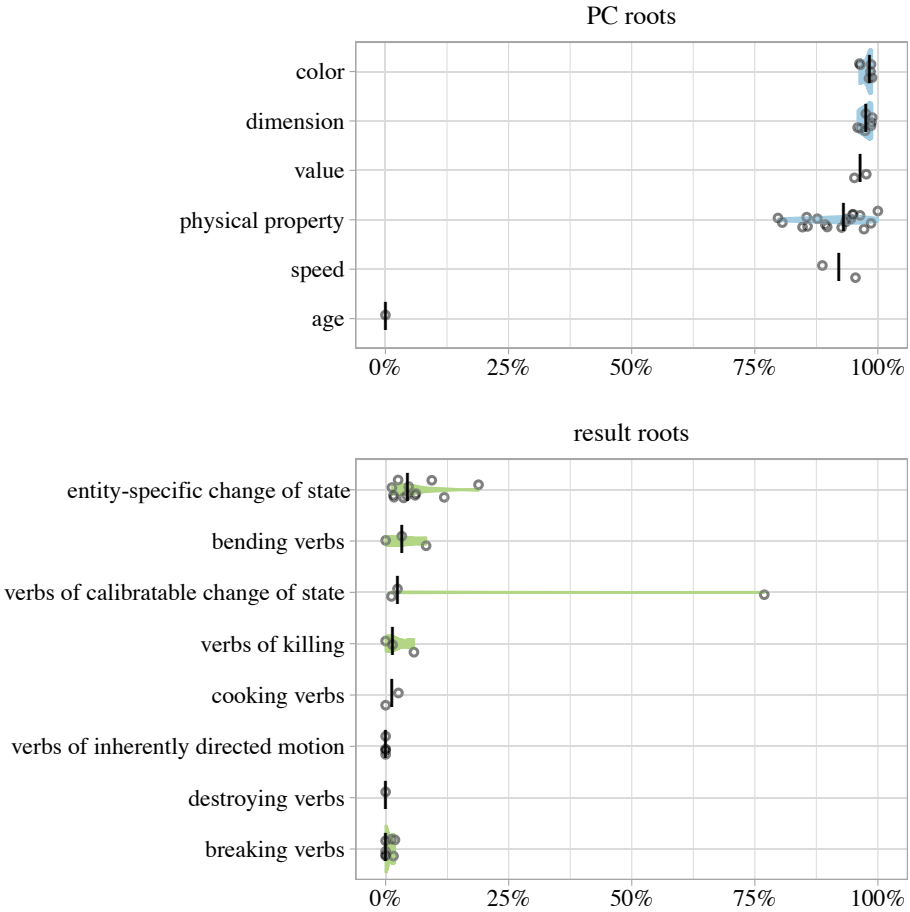 PC roots
color
dimension
value
physical property
speed
age
0% 25% 50% 75% 100%
result roots
entity-specific change of state
bending verbs
verbs of calibratable change of state
verbs of killing
cooking verbs
verbs of inherently directed motion
destroying verbs
breaking verbs
0% 25% 50% 75% 100%